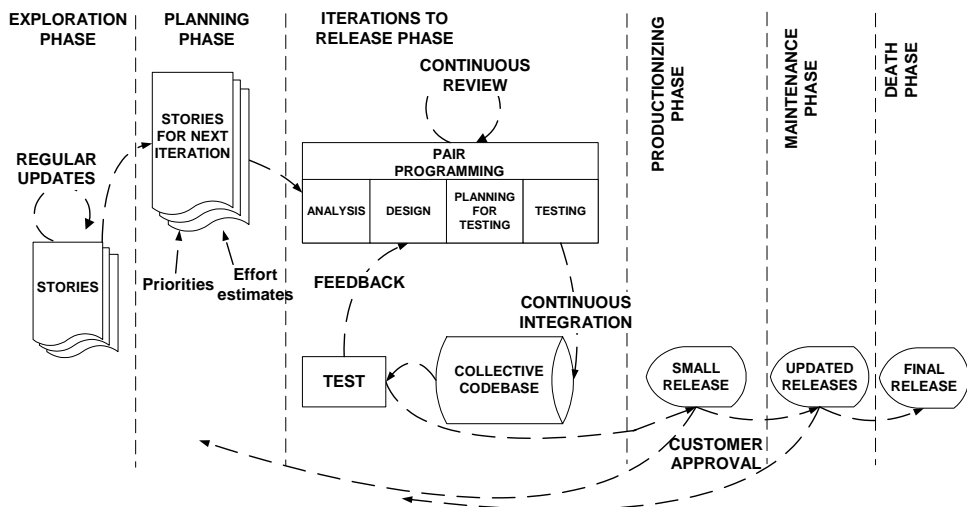 EXPLORATION
PHASE
PLANNING
PHASE
ITERATIONS TO
RELEASE PHASE
PRODUCTIONIZING
PHASE
MAINTENANCE
PHASE
DEATH
PHASE
REGULAR
UPDATES
STORIES
STORIES
FOR NEXT
ITERATION
Priorities
Effort
estimates
CONTINUOUS
REVIEW
PAIR
PROGRAMMING
ANALYSIS
DESIGN
PLANNING
FOR
TESTING
TESTING
FEEDBACK
CONTINUOUS
INTEGRATION
TEST
COLLECTIVE
CODEBASE
SMALL
RELEASE
UPDATED
RELEASES
FINAL
RELEASE
CUSTOMER
APPROVAL